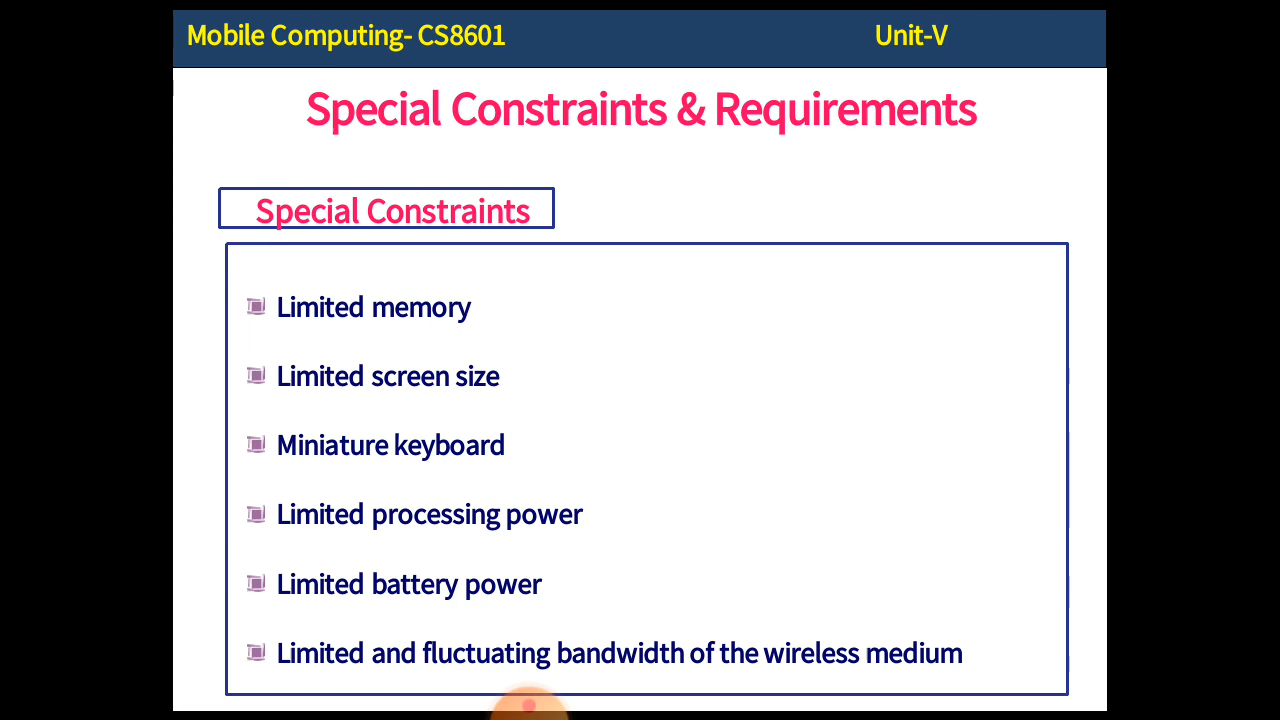 Mobile Computing- CS8601 Unit-V
Special Constraints & Requirements
Special Constraints
Limited memory
Limited screen size
Miniature keyboard
Limited processing power
Limited battery power
Limited and fluctuating bandwidth of the wireless medium